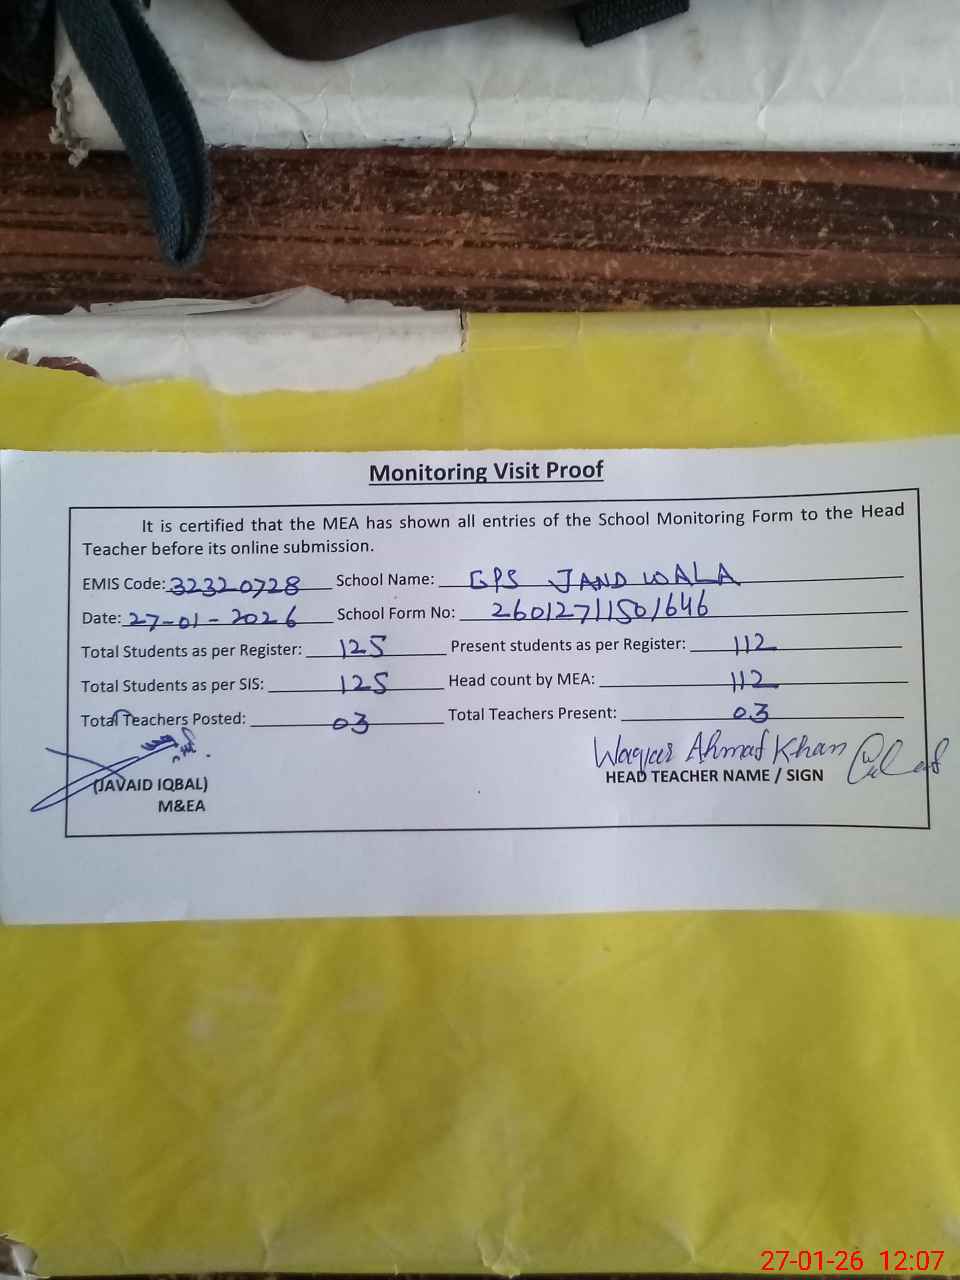 Monitoring Visit Proof
It is certified that the MEA has shown all entries of the School Monitoring Form to the Head
Teacher before its online submission.
EMIS Code: 32320728 School Name: GPS JAND WALA
Date: 27-01-2026 School Form No: 26012711501646
Total Students as per Register: 125 Present students as per Register: 112
Total Students as per SIS: 125 Head count by MEA: 112
Total Teachers Posted: 03 Total Teachers Present: 03
Waqar Ahmad Khan
(JAVAID IQBAL) HEAD TEACHER NAME / SIGN
M&EA
27-01-26 12:07